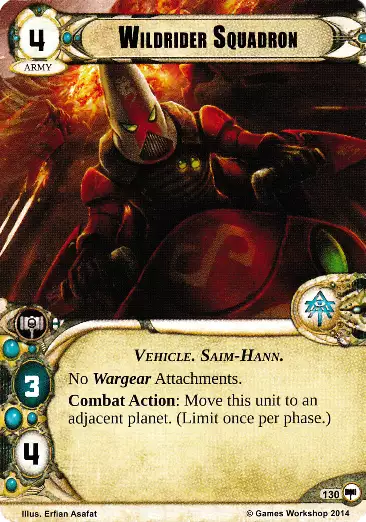 4
WILDRIDER SQUADRON
ARMY
VEHICLE. SAIM-HANN.
3
No Wargear Attachments.
Combat Action: Move this unit to an
adjacent planet. (Limit once per phase.)
4
130
Illus. Erfian Asafat
© Games Workshop 2014